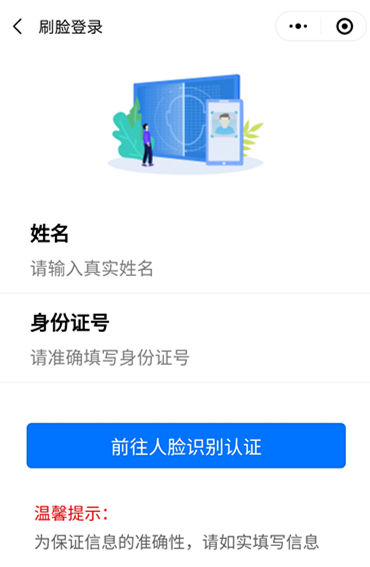 刷脸登录
姓名
请输入真实姓名
身份证号
请准确填写身份证号
前往人脸识别认证
温馨提示：
为保证信息的准确性，请如实填写信息